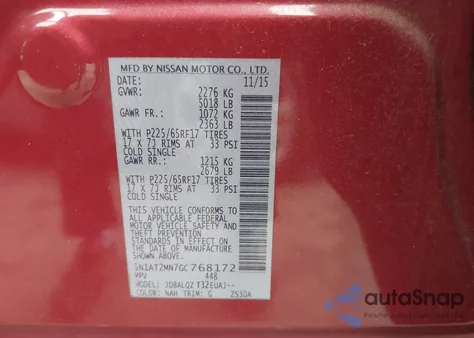 MFD BY NISSAN MOTOR CO., LTD.
DATE: 11/15
GVWR: 2276 KG
5018 LB
GAWR FR.: 1072 KG
2363 LB
WITH P225/65RF17 TIRES
17 X 7J RIMS AT 33 PSI
COLD SINGLE
GAWR RR.: 1215 KG
2679 LB
WITH P225/65RF17 TIRES
17 X 7J RIMS AT 33 PSI
COLD SINGLE
THIS VEHICLE CONFORMS TO
ALL APPLICABLE FEDERAL
MOTOR VEHICLE SAFETY AND
BUMPER STANDARDS IN EFFECT
ON THE DATE OF MANUFACTURE
SHOWN ABOVE.
5N1AT2MN7GC768172
MPV 448
MODEL: T32EUAJ--
COLOR: NAH TRIM: G 2530A
autoSnap